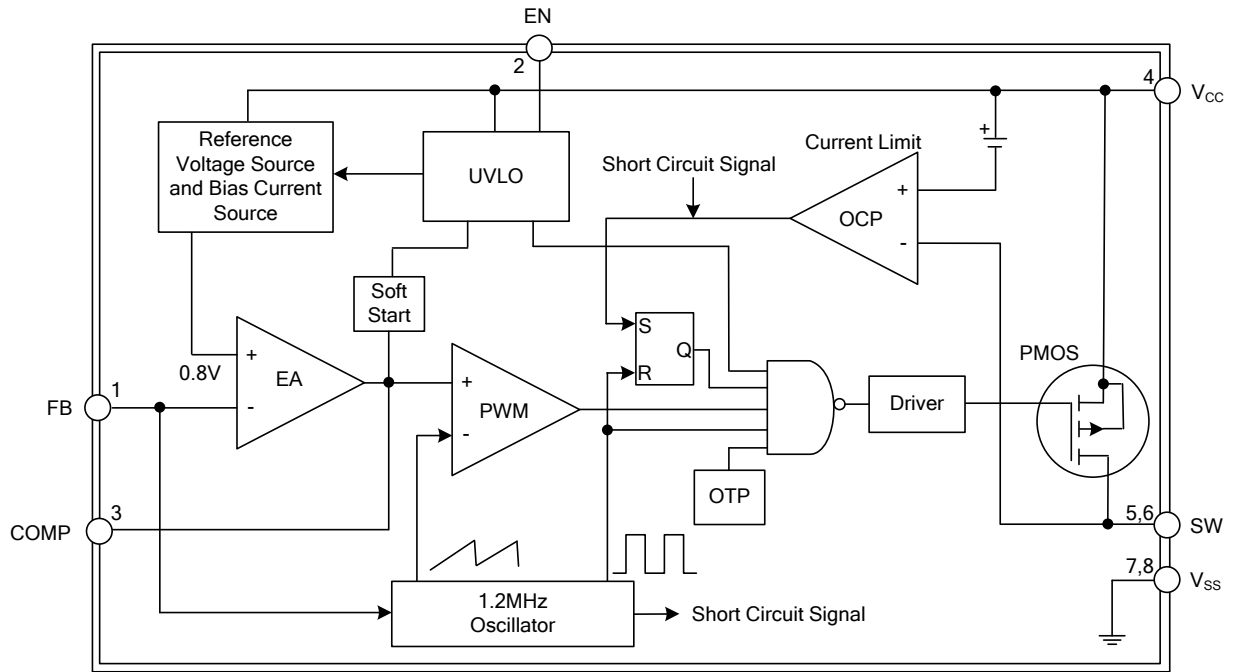 EN
2
4
V_CC
Reference
Voltage Source
and Bias Current
Source
UVLO
Short Circuit Signal
Current Limit
+
+
OCP
-
Soft
Start
S
Q
R
PMOS
0.8V
+
EA
-
1
FB
+
PWM
-
Driver
OTP
3
COMP
5,6
SW
7,8
V_SS
1.2MHz
Oscillator
Short Circuit Signal